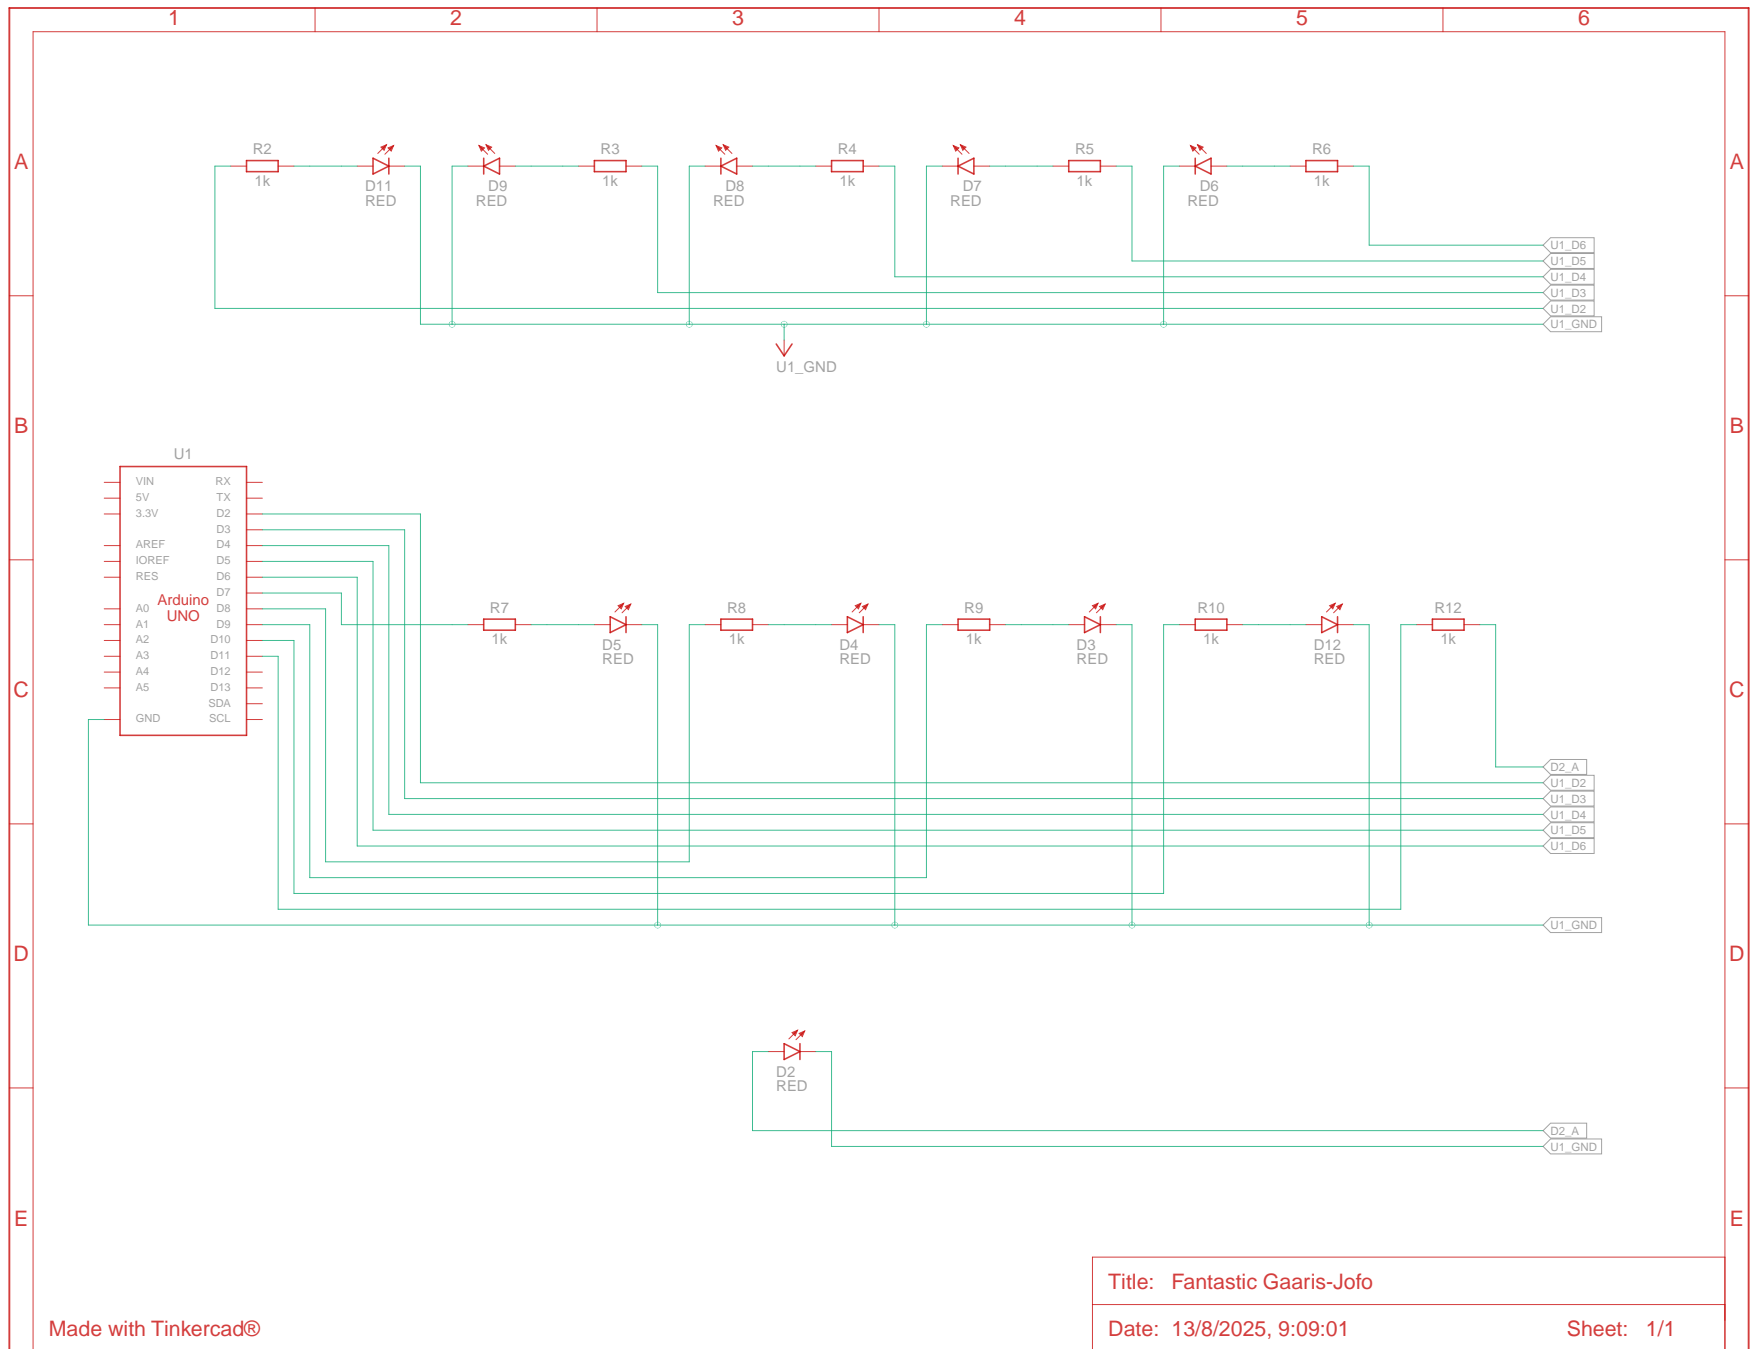 1 2 3 4 5 6
A A
R2 R3 R4 R5 R6
1k 1k 1k 1k 1k
D11 D9 D8 D7 D6
RED RED RED RED RED
U1_D6
U1_D5
U1_D4
U1_D3
U1_D2
U1_GND
U1_GND
B B
U1
VIN RX
5V TX
3.3V D2
D3
AREF D4
IOREF D5
RES D6
D7
Arduino
UNO
A0 D8
A1 D9
A2 D10
A3 D11
A4 D12
A5 D13
SDA
GND SCL
R7 R8 R9 R10 R12
1k 1k 1k 1k 1k
D5 D4 D3 D12
RED RED RED RED
C C
D2_A
U1_D2
U1_D3
U1_D4
U1_D5
U1_D6
U1_GND
D D
D2
RED
D2_A
U1_GND
E E
Title: Fantastic Gaaris-Jofo
Made with Tinkercad®
Date: 13/8/2025, 9:09:01 Sheet: 1/1